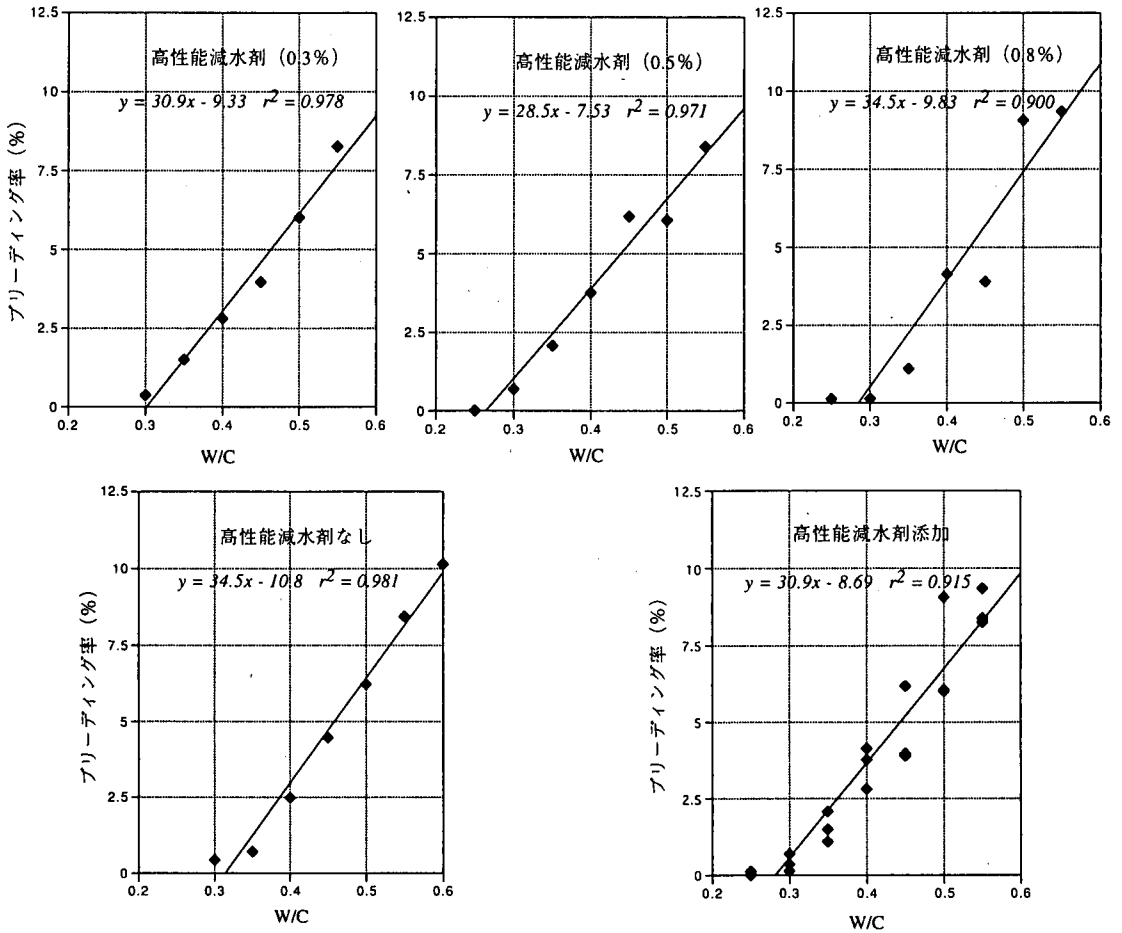 高性能減水剤（0.3％）
y = 30.9x - 9.33 r2 = 0.978
ブリーディング率（％）
12.5
10
7.5
5
2.5
0
0.2 0.3 0.4 0.5 0.6
W/C
高性能減水剤（0.5％）
y = 28.5x - 7.53 r2 = 0.971
12.5
10
7.5
5
2.5
0
0.2 0.3 0.4 0.5 0.6
W/C
高性能減水剤（0.8％）
y = 34.5x - 9.83 r2 = 0.900
12.5
10
7.5
5
2.5
0
0.2 0.3 0.4 0.5 0.6
W/C
高性能減水剤なし
y = 34.5x - 10.8 r2 = 0.981
ブリーディング率（％）
12.5
10
7.5
5
2.5
0
0.2 0.3 0.4 0.5 0.6
W/C
高性能減水剤添加
y = 30.9x - 8.69 r2 = 0.915
ブリーディング率（％）
12.5
10
7.5
5
2.5
0
0.2 0.3 0.4 0.5 0.6
W/C